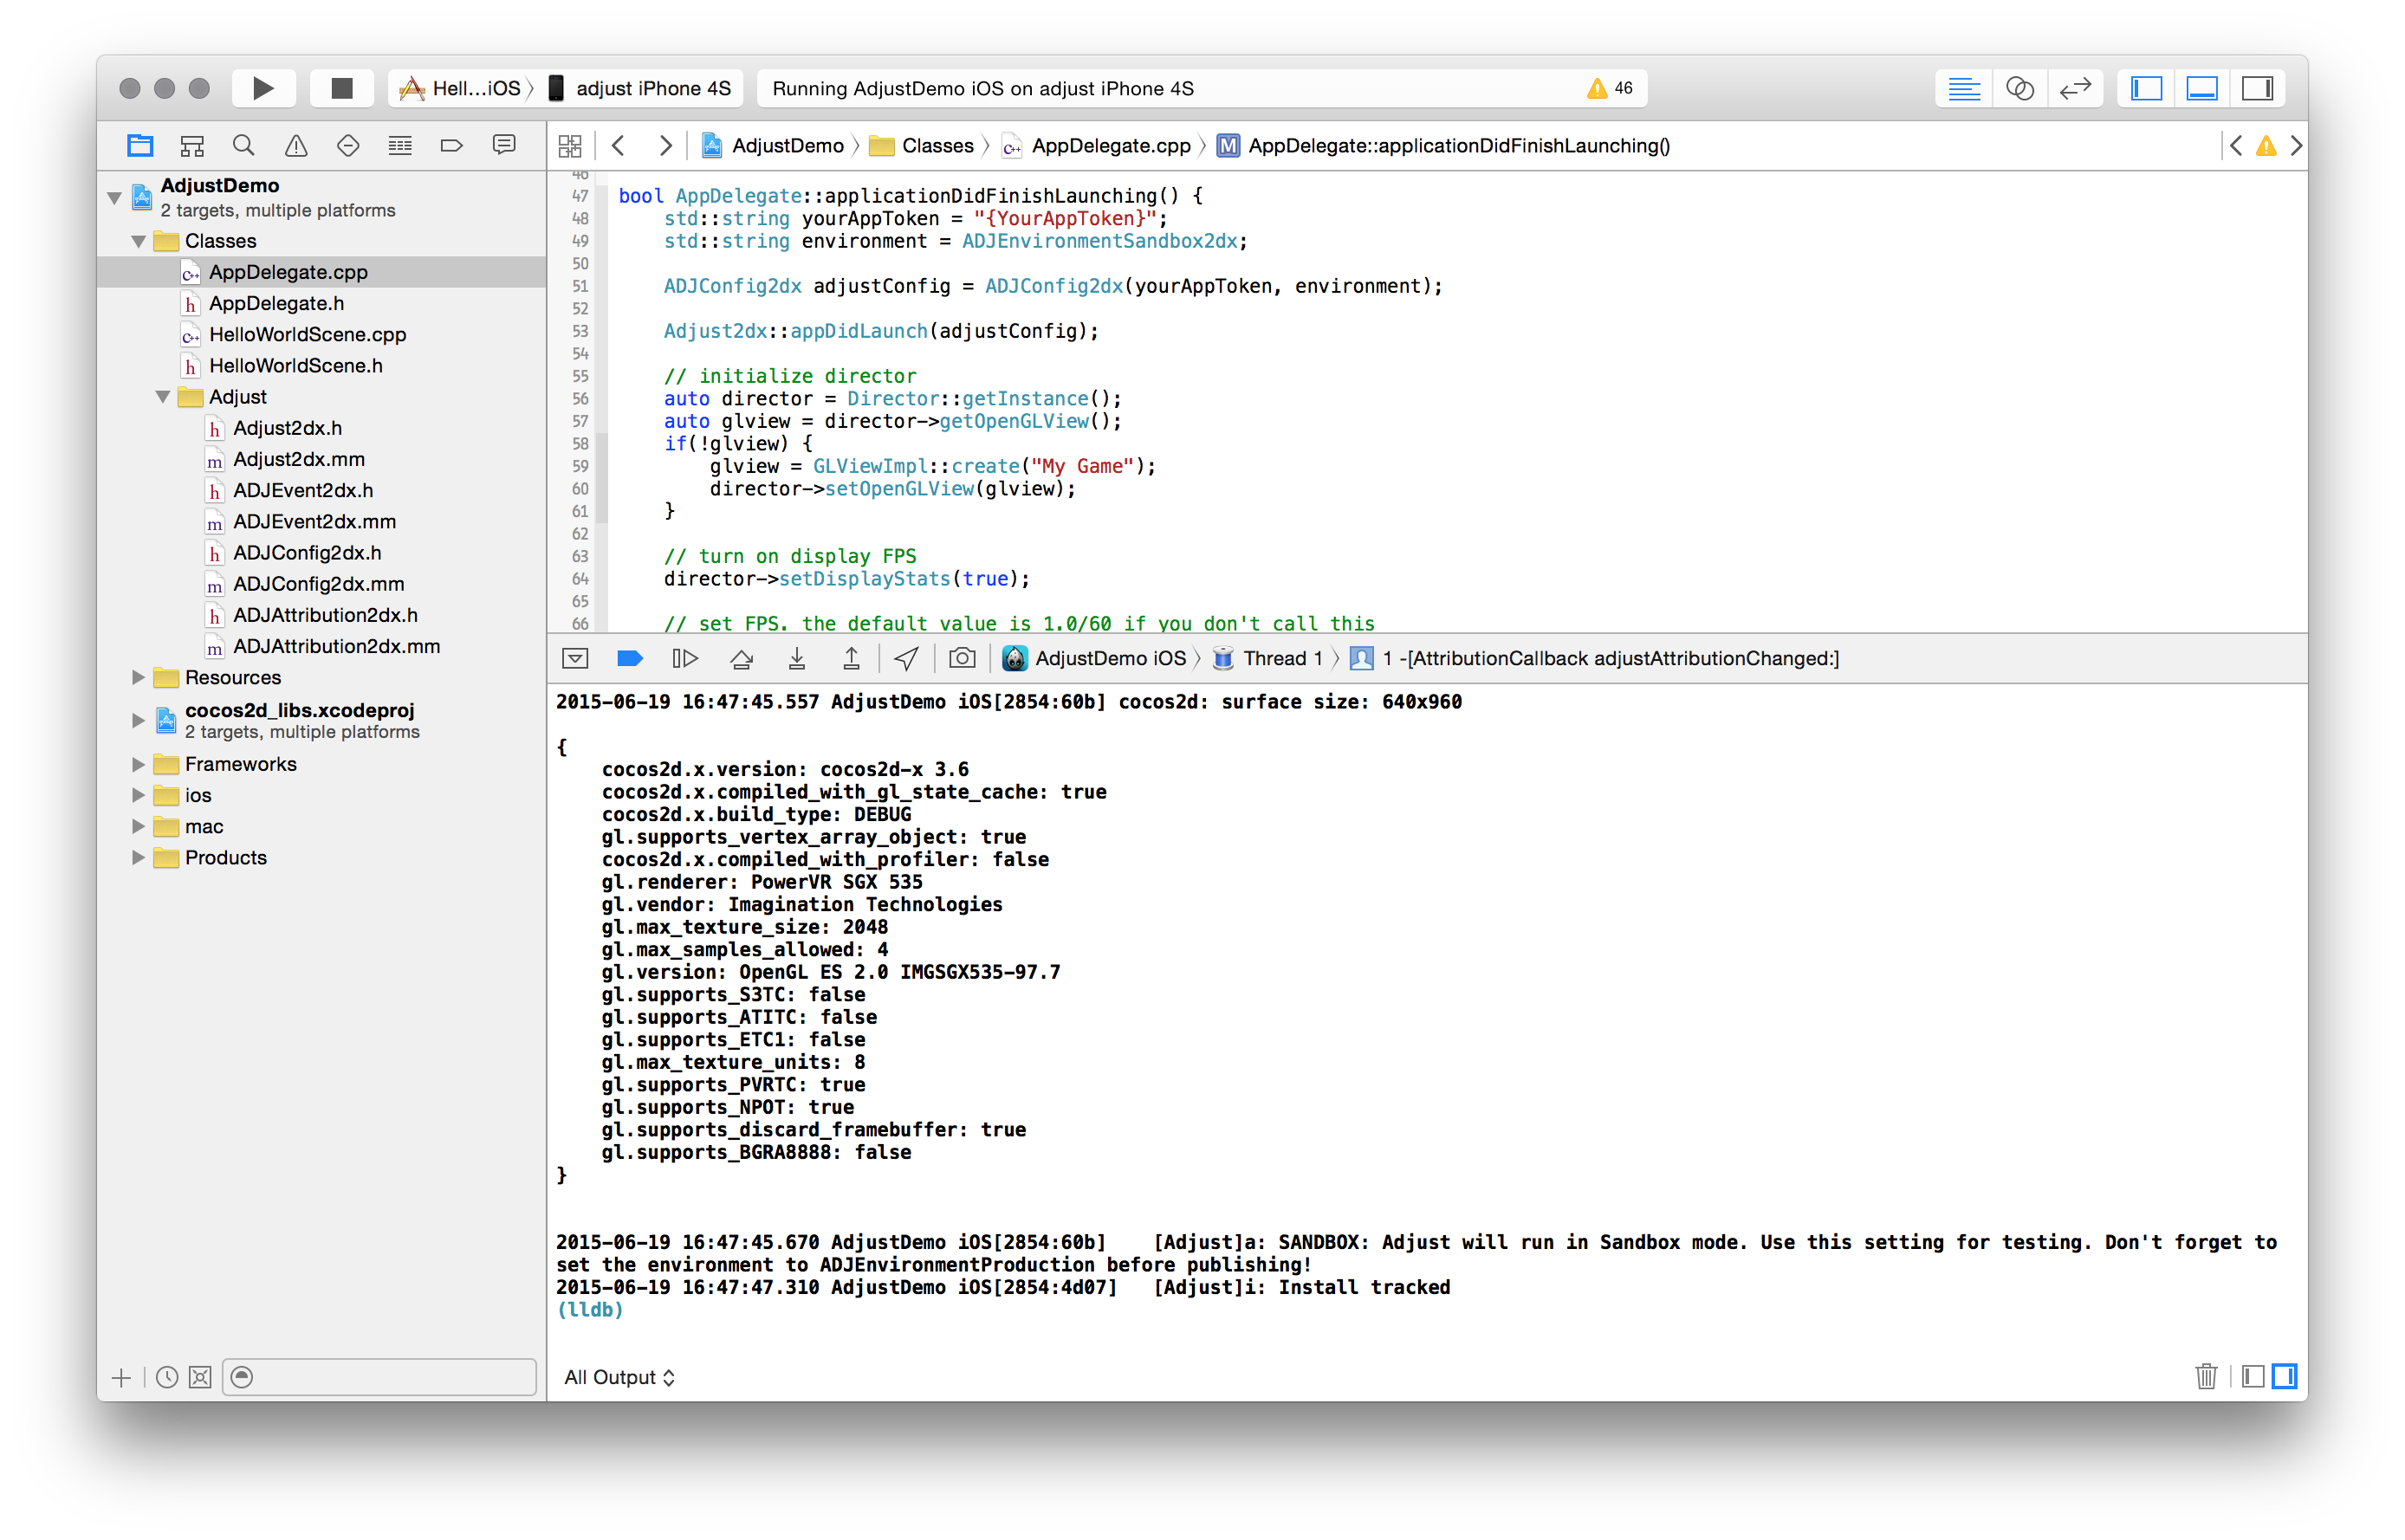 Hell...iOS
adjust iPhone 4S
Running AdjustDemo iOS on adjust iPhone 4S
46
AdjustDemo
Classes
AppDelegate.cpp
M AppDelegate::applicationDidFinishLaunching()
AdjustDemo
2 targets, multiple platforms
Classes
C++ AppDelegate.cpp
h AppDelegate.h
C++ HelloWorldScene.cpp
h HelloWorldScene.h
Adjust
h Adjust2dx.h
m Adjust2dx.mm
h ADJEvent2dx.h
m ADJEvent2dx.mm
h ADJConfig2dx.h
m ADJConfig2dx.mm
h ADJAttribution2dx.h
m ADJAttribution2dx.mm
Resources
cocos2d_libs.xcodeproj
2 targets, multiple platforms
Frameworks
ios
mac
Products
46
47 bool AppDelegate::applicationDidFinishLaunching() {
48 std::string yourAppToken = "{YourAppToken}";
49 std::string environment = ADJEnvironmentSandbox2dx;
50
51 ADJConfig2dx adjustConfig = ADJConfig2dx(yourAppToken, environment);
52
53 Adjust2dx::appDidLaunch(adjustConfig);
54
55 // initialize director
56 auto director = Director::getInstance();
57 auto glview = director->getOpenGLView();
58 if(!glview) {
59 glview = GLViewImpl::create("My Game");
60 director->setOpenGLView(glview);
61 }
62
63 // turn on display FPS
64 director->setDisplayStats(true);
65
66 // set FPS. the default value is 1.0/60 if you don't call this
AdjustDemo iOS
Thread 1
1 -[AttributionCallback adjustAttributionChanged:]
2015-06-19 16:47:45.557 AdjustDemo iOS[2854:60b] cocos2d: surface size: 640x960
{
cocos2d.x.version: cocos2d-x 3.6
cocos2d.x.compiled_with_gl_state_cache: true
cocos2d.x.build_type: DEBUG
gl.supports_vertex_array_object: true
cocos2d.x.compiled_with_profiler: false
gl.renderer: PowerVR SGX 535
gl.vendor: Imagination Technologies
gl.max_texture_size: 2048
gl.max_samples_allowed: 4
gl.version: OpenGL ES 2.0 IMGSGX535-97.7
gl.supports_S3TC: false
gl.supports_ATITC: false
gl.supports_ETC1: false
gl.max_texture_units: 8
gl.supports_PVRTC: true
gl.supports_NPOT: true
gl.supports_discard_framebuffer: true
gl.supports_BGRA8888: false
}
2015-06-19 16:47:45.670 AdjustDemo iOS[2854:60b] [Adjust]a: SANDBOX: Adjust will run in Sandbox mode. Use this setting for testing. Don't forget to
set the environment to ADJEnvironmentProduction before publishing!
2015-06-19 16:47:47.310 AdjustDemo iOS[2854:4d07] [Adjust]i: Install tracked
(lldb)
All Output